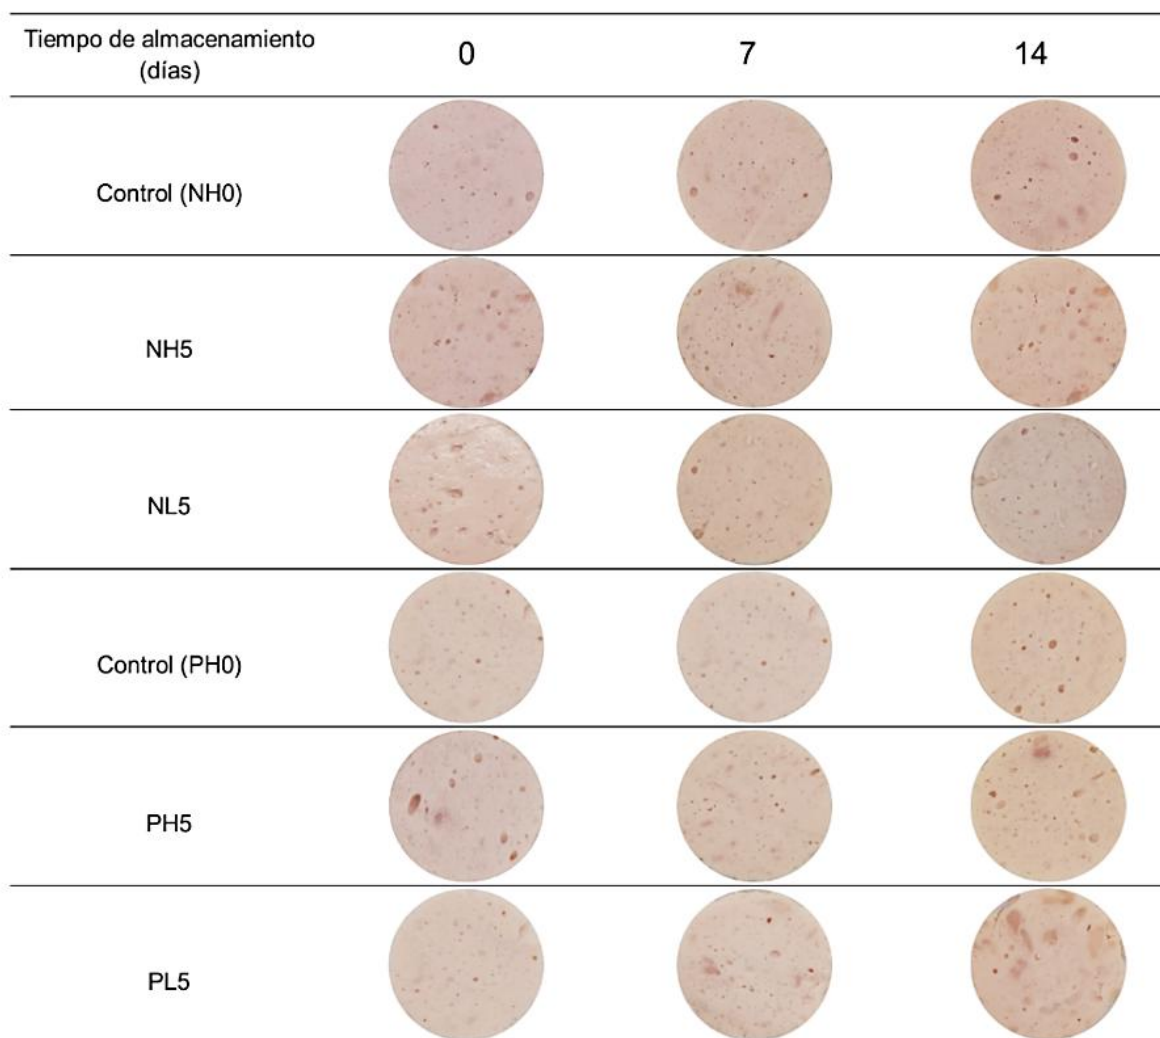 Tiempo de almacenamiento
(días)
0
7
14
Control (NH0)
NH5
NL5
Control (PH0)
PH5
PL5